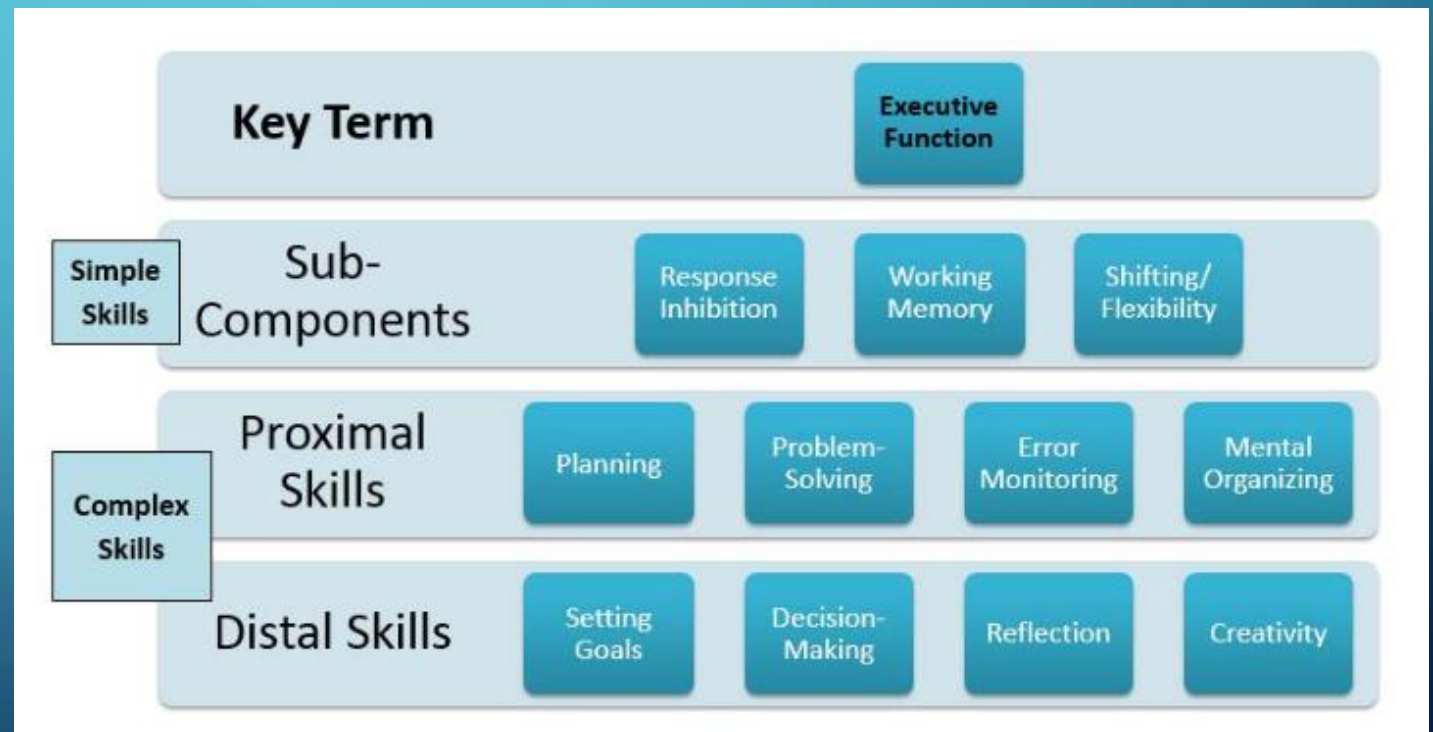 Key Term
Executive
Function
Simple
Skills
Sub-
Components
Response
Inhibition
Working
Memory
Shifting/
Flexibility
Complex
Skills
Proximal
Skills
Planning
Problem-
Solving
Error
Monitoring
Mental
Organizing
Distal Skills
Setting
Goals
Decision-
Making
Reflection
Creativity